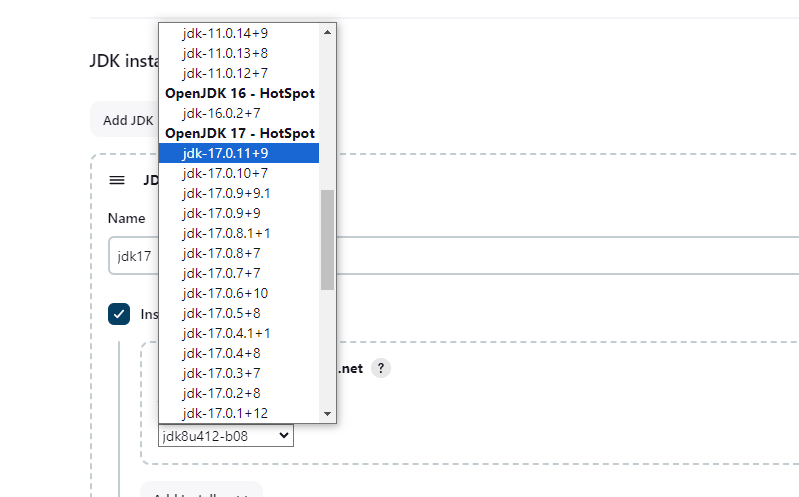 jdk-11.0.14+9
jdk-11.0.13+8
JDK insta
jdk-11.0.12+7
OpenJDK 16 - HotSpot
Add JDK
jdk-16.0.2+7
OpenJDK 17 - HotSpot
jdk-17.0.11+9
JD
jdk-17.0.10+7
jdk-17.0.9+9.1
Name
jdk-17.0.9+9
jdk-17.0.8.1+1
jdk17
jdk-17.0.8+7
jdk-17.0.7+7
jdk-17.0.6+10
Ins
jdk-17.0.5+8
jdk-17.0.4.1+1
jdk-17.0.4+8
.net ?
jdk-17.0.3+7
jdk-17.0.2+8
jdk-17.0.1+12
jdk8u412-b08